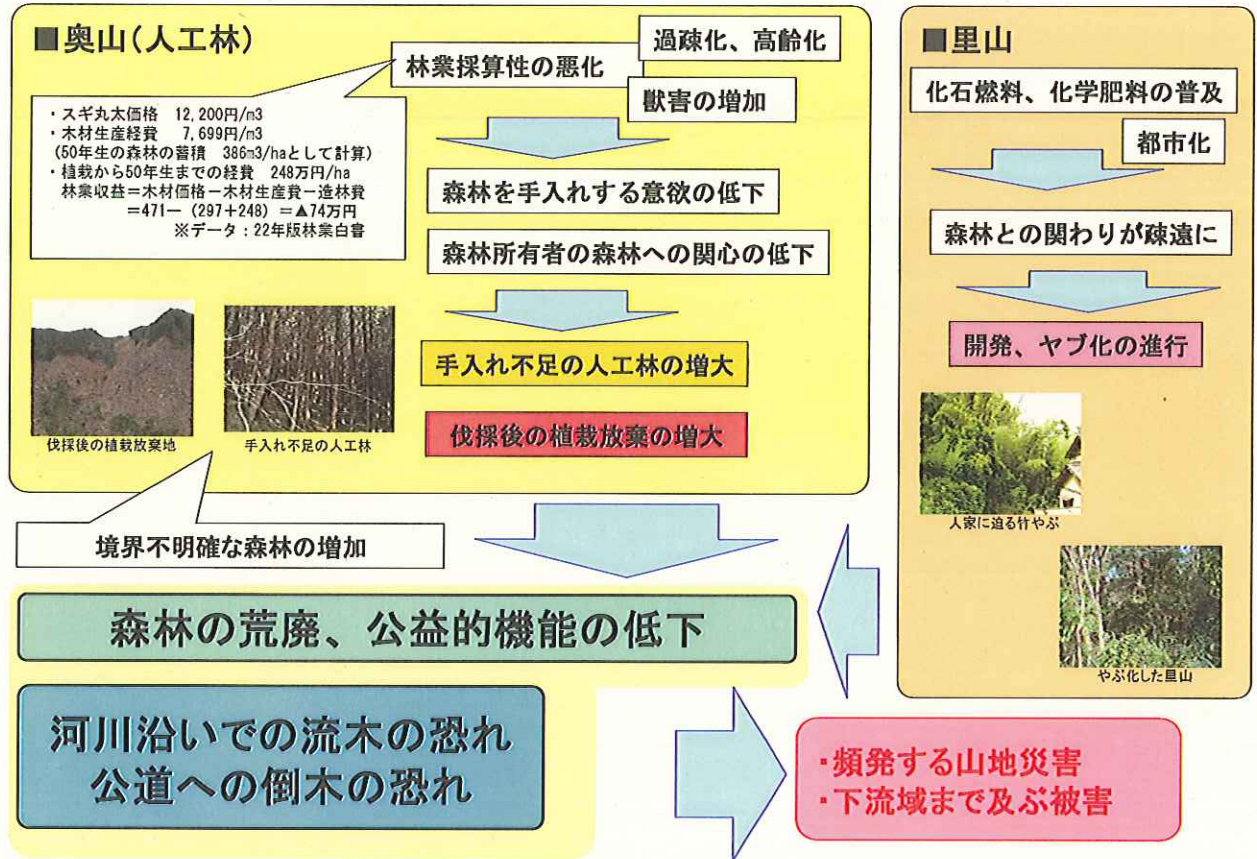 ■奥山(人工林)
過疎化、高齢化
林業採算性の悪化
獣害の増加
・スギ丸太価格 12,200円/m3
・木材生産経費 7,699円/m3
(50年生の森林の蓄積 386m3/haとして計算)
・植栽から50年生までの経費 248万円/ha
林業収益=木材価格-木材生産費-造林費
=471-(297+248)=▲74万円
※データ:22年版林業白書
森林を手入れする意欲の低下
森林所有者の森林への関心の低下
手入れ不足の人工林の増大
伐採後の植栽放棄の増大
伐採後の植栽放棄地
手入れ不足の人工林
境界不明確な森林の増加
■里山
化石燃料、化学肥料の普及
都市化
森林との関わりが疎遠に
開発、ヤブ化の進行
人家に迫る竹やぶ
やぶ化した里山
森林の荒廃、公益的機能の低下
河川沿いでの流木の恐れ
公道への倒木の恐れ
・頻発する山地災害
・下流域まで及ぶ被害